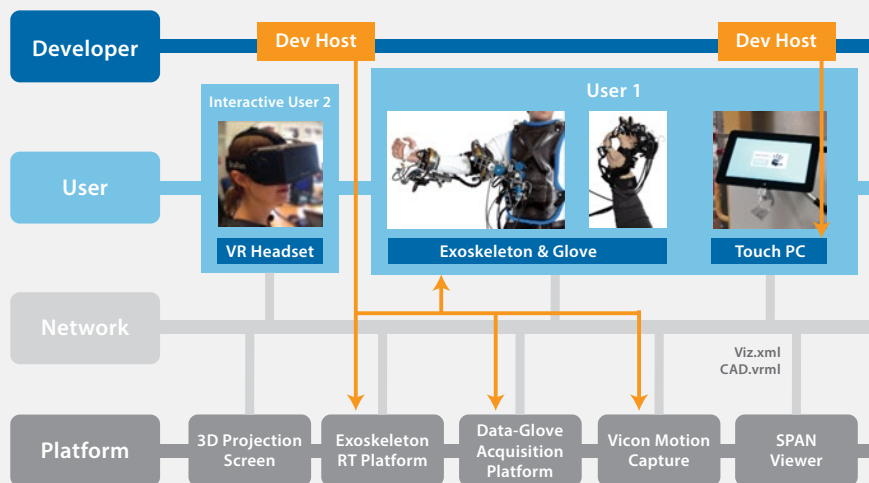 Developer
Dev Host
Dev Host
User
Interactive User 2
VR Headset
User 1
Exoskeleton & Glove
Touch PC
Network
Viz.xml
CAD.vrml
Platform
3D Projection
Screen
Exoskeleton
RT Platform
Data-Glove
Acquisition
Platform
Vicon Motion
Capture
SPAN
Viewer